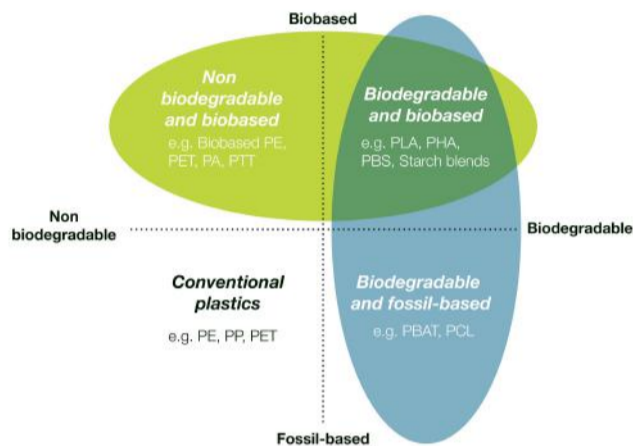 Biobased
Non
biodegradable
and biobased
e.g. Biobased PE,
PET, PA, PTT
Biodegradable
and biobased
e.g. PLA, PHA,
PBS, Starch blends
Non
biodegradable
Biodegradable
Conventional
plastics
e.g. PE, PP, PET
Biodegradable
and fossil-based
e.g. PBAT, PCL
Fossil-based